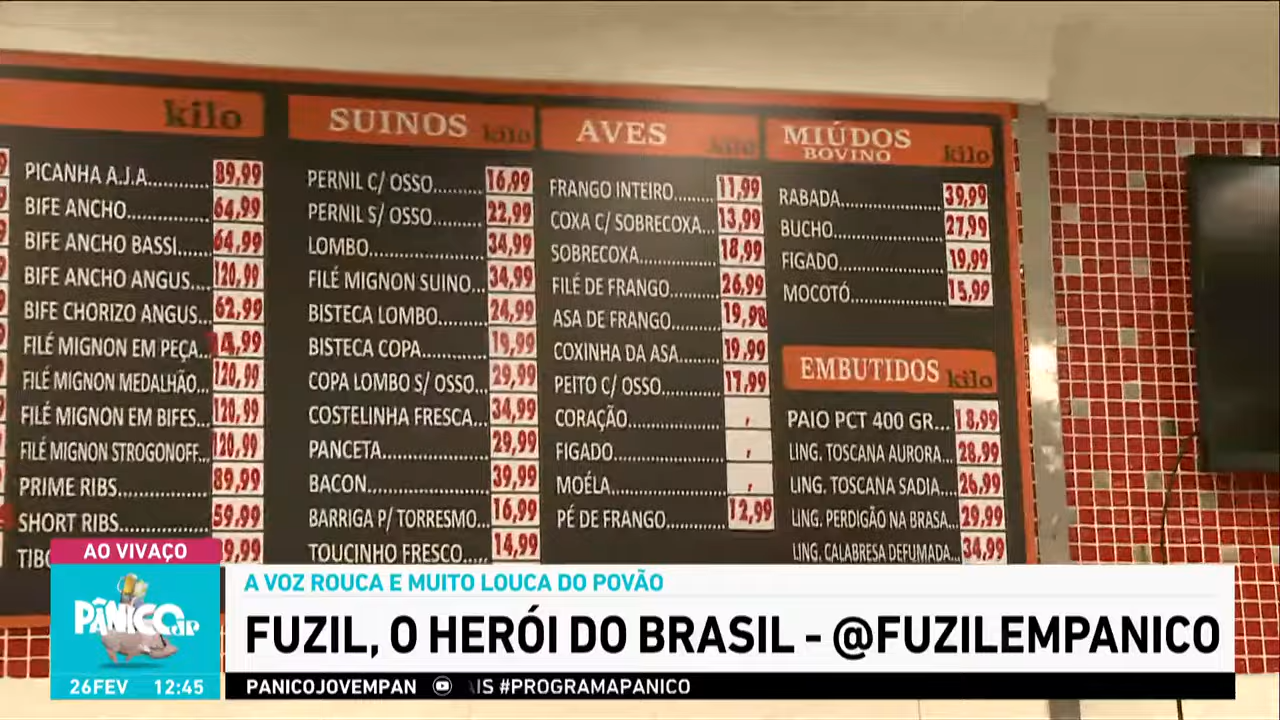 kilo
PICANHA A.J.A. 89,99
BIFE ANCHO 64,99
BIFE ANCHO BASSI 64,99
BIFE ANCHO ANGUS 120,99
BIFE CHORIZO ANGUS 62,99
FILÉ MIGNON EM PEÇA
FILÉ MIGNON MEDALHÃO 120,99
FILÉ MIGNON EM BIFES 120,99
FILÉ MIGNON STROGONOFF 120,99
PRIME RIBS 89,99
SHORT RIBS 59,99
SUINOS kilo
PERNIL C/ OSSO 16,99
PERNIL S/ OSSO 22,99
LOMBO 34,99
FILÉ MIGNON SUINO 34,99
BISTECA LOMBO 24,99
BISTECA COPA 19,99
COPA LOMBO S/ OSSO 29,99
COSTELINHA FRESCA 34,99
PANCETA 29,99
BACON 39,99
BARRIGA P/ TORRESMO 16,99
TOUCINHO FRESCO 14,99
AVES kilo
FRANGO INTEIRO 11,99
COXA C/ SOBRECOXA 13,99
SOBRECOXA 18,99
FILÉ DE FRANGO 26,99
ASA DE FRANGO 19,98
COXINHA DA ASA 19,99
PEITO C/ OSSO 17,99
CORAÇÃO ,
FIGADO ,
MOÉLA ,
PÉ DE FRANGO 12,99
MIÚDOS
BOVINO kilo
RABADA 39,99
BUCHO 27,99
FIGADO 19,99
MOCOTÓ 15,99
EMBUTIDOS kilo
PAIO PCT 400 GR... 18,99
LING. TOSCANA AURORA 28,99
LING. TOSCANA SADIA 26,99
LING. PERDIGÃO NA BRASA 29,99
LING. CALABRESA DEFUMADA 34,99
AO VIVAÇO
PÂNICO JP
26FEV 12:45
A VOZ ROUCA E MUITO LOUCA DO POVÃO
FUZIL, O HERÓI DO BRASIL - @FUZILEMPANICO
PANICOJOVEMPAN AIS #PROGRAMAPANICO